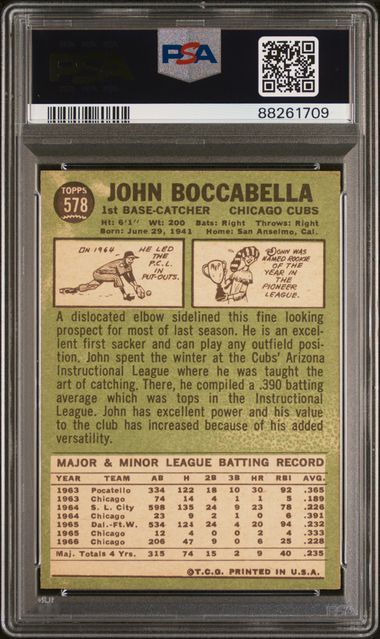 PSA
PSA
88261709
TOPPS
578
JOHN BOCCABELLA
1st BASE-CATCHER CHICAGO CUBS
Ht: 6'1" Wt: 200 Bats: Right Throws: Right
Born: June 29, 1941 Home: San Anselmo, Cal.
IN 1964
HE LED
THE
P.C.L.
IN
PUT-OUTS.
JOHN WAS
NAMED ROOKIE
OF THE
YEAR IN
THE
PIONEER
LEAGUE.
A dislocated elbow sidelined this fine looking
prospect for most of last season. He is an excel-
lent first sacker and can play any outfield posi-
tion. John spent the winter at the Cubs' Arizona
Instructional League where he was taught the
art of catching. There, he compiled a .390 batting
average which was tops in the Instructional
League. John has excellent power and his value
to the club has increased because of his added
versatility.
MAJOR & MINOR LEAGUE BATTING RECORD
YEAR TEAM AB H 2B 3B HR RBI AVG.
1963 Pocatello 334 122 18 10 30 92 .365
1963 Chicago 74 14 4 1 1 5 .189
1964 S. L. City 598 135 24 9 23 78 .226
1964 Chicago 23 9 2 1 0 6 .391
1965 Dal.-Ft.W. 534 124 24 4 20 94 .232
1965 Chicago 12 4 0 0 2 4 .333
1966 Chicago 206 47 9 0 6 25 .228
Maj. Totals 4 Yrs. 315 74 15 2 9 40 .235
©T.C.G. PRINTED IN U.S.A.